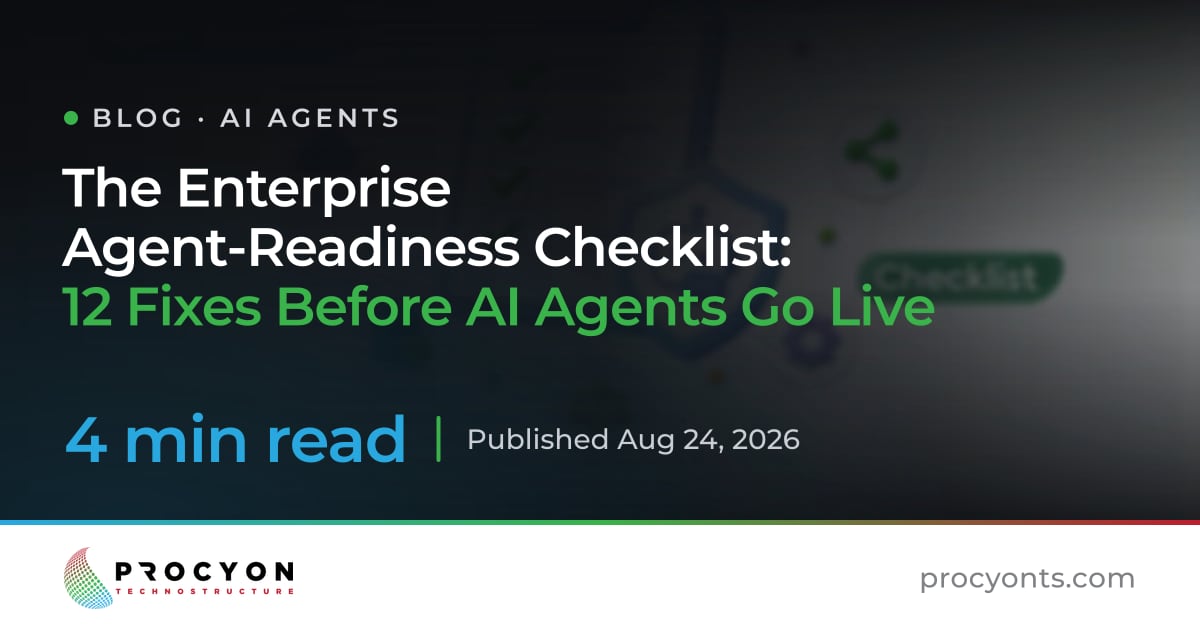 BLOG · AI AGENTS
The Enterprise
Agent-Readiness Checklist:
12 Fixes Before AI Agents Go Live
Checklist
4 min read
Published Aug 24, 2026
PROCYON
TECHNOSTRUCTURE
procyonts.com